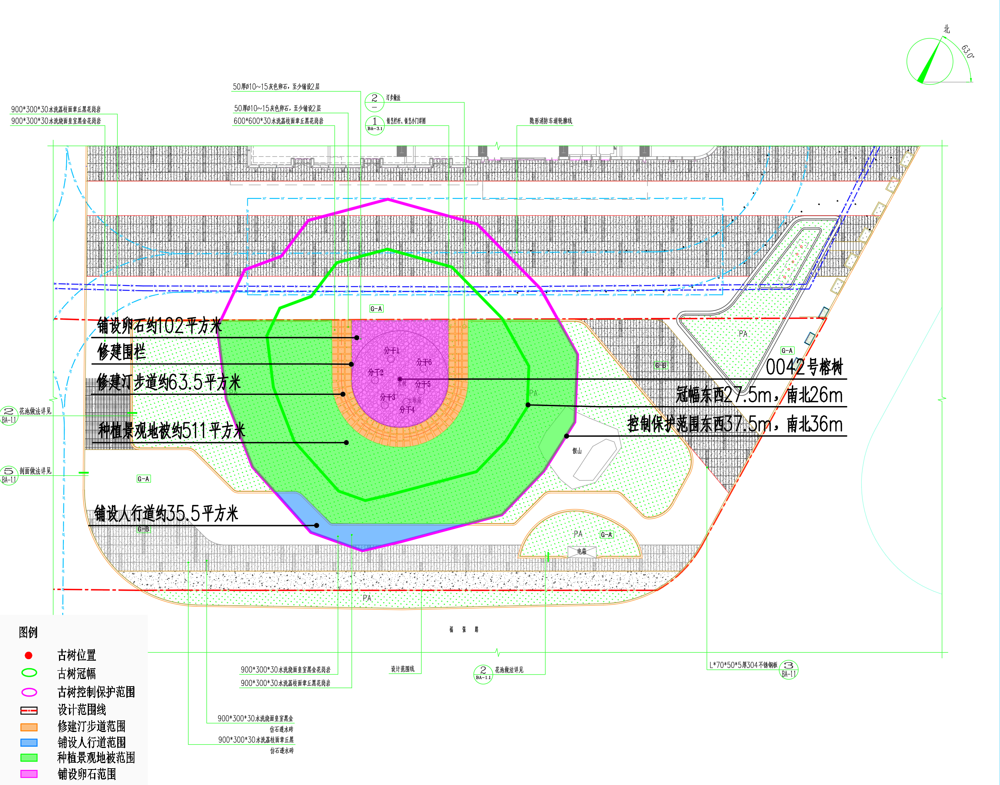 北
63.0°
50厚ø10~15灰色卵石，至少铺设2层
2
—
汀步做法
900*300*30水洗荔枝面章丘黑花岗岩
50厚ø10~15灰色卵石，至少铺设2层
900*300*30水洗烧面皇室黑金花岗岩
600*600*30水洗荔枝面章丘黑花岗岩
1
BA-3.1
铁艺栏杆、铁艺小门详图
隐形消防车道轮廓线
G-A
铺设卵石约102平方米
PA
修建围栏
分干1
G-A
分干6
G-B
0042号榕树
分干2
修建汀步道约63.5平方米
分干5
PA
PA
冠幅东西27.5m，南北26m
分干3
土地庙
分干4
2
BA-1.1
花池做法详见
种植景观地被约511平方米
控制保护范围东西37.5m，南北36m
假山
5
BA-1.1
剖面做法详见
G-A
铺设人行道约35.5平方米
G-B
PA
G-A
电箱
PA
福 强 路
图例
古树位置
古树冠幅
古树控制保护范围
设计范围线
修建汀步道范围
铺设人行道范围
种植景观地被范围
铺设卵石范围
900*300*30水洗烧面皇室黑金花岗岩
设计范围线
2
BA-1.1
花池做法详见
L*70*50*5厚304不锈钢板
3
BA-1.1
900*300*30水洗荔枝面章丘黑花岗岩
900*300*30水洗烧面皇室黑金
仿石透水砖
900*300*30水洗荔枝面章丘黑
仿石透水砖